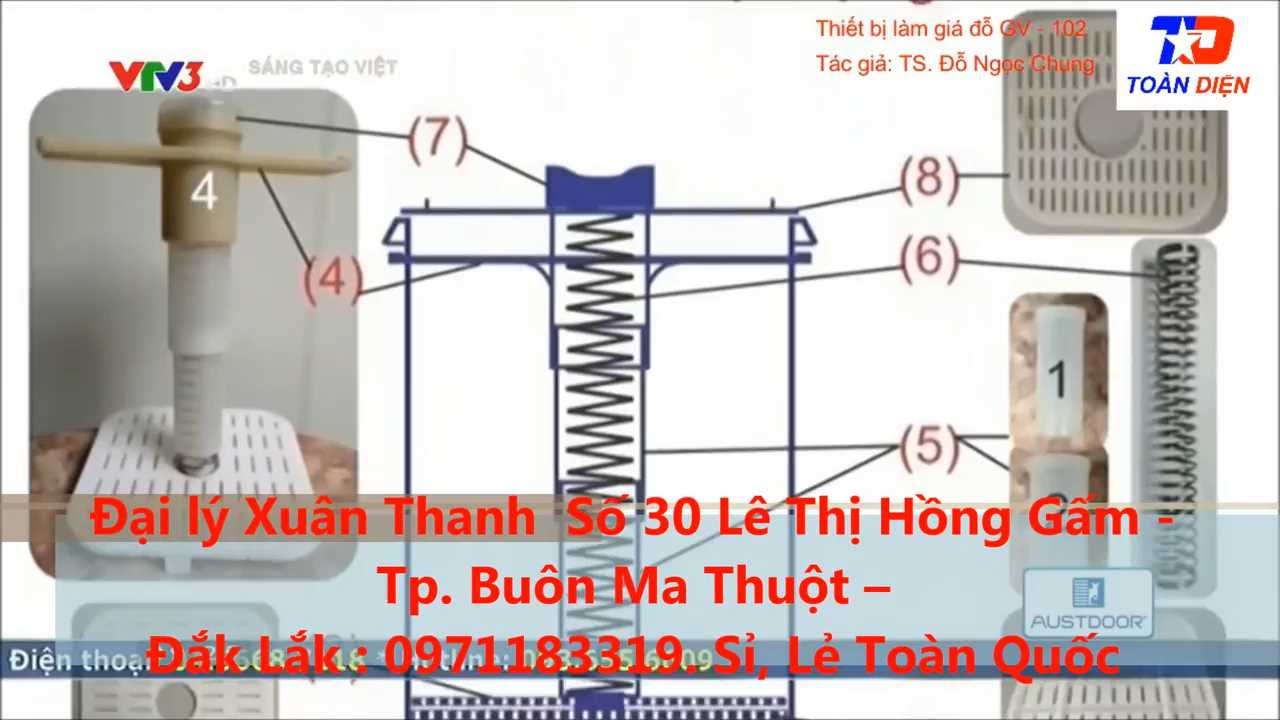 Thiết bị làm giá đỗ GV - 102
Tác giả: TS. Đỗ Ngọc Chung
TOÀN DIỆN
VTV3
HD
SÁNG TẠO VIỆT
(7)
(8)
4
(4)
(6)
1
(5)
Đại lý Xuân Thanh Số 30 Lê Thị Hồng Gấm -
Tp. Buôn Ma Thuột –
AUSTDOOR
Điện thoại
Đắk Lắk : 0971183319. Sỉ, Lẻ Toàn Quốc